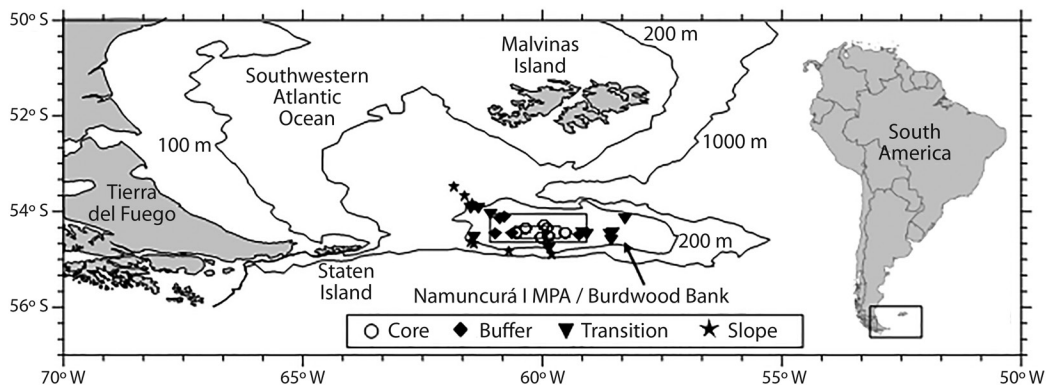 50° S
52° S
54° S
56° S
70° W
65° W
60° W
55° W
50° W
Southwestern
Atlantic
Ocean
Malvinas
Island
200 m
100 m
1000 m
Tierra
del Fuego
South
America
200 m
Staten
Island
Namuncurá I MPA / Burdwood Bank
Core
Buffer
Transition
Slope